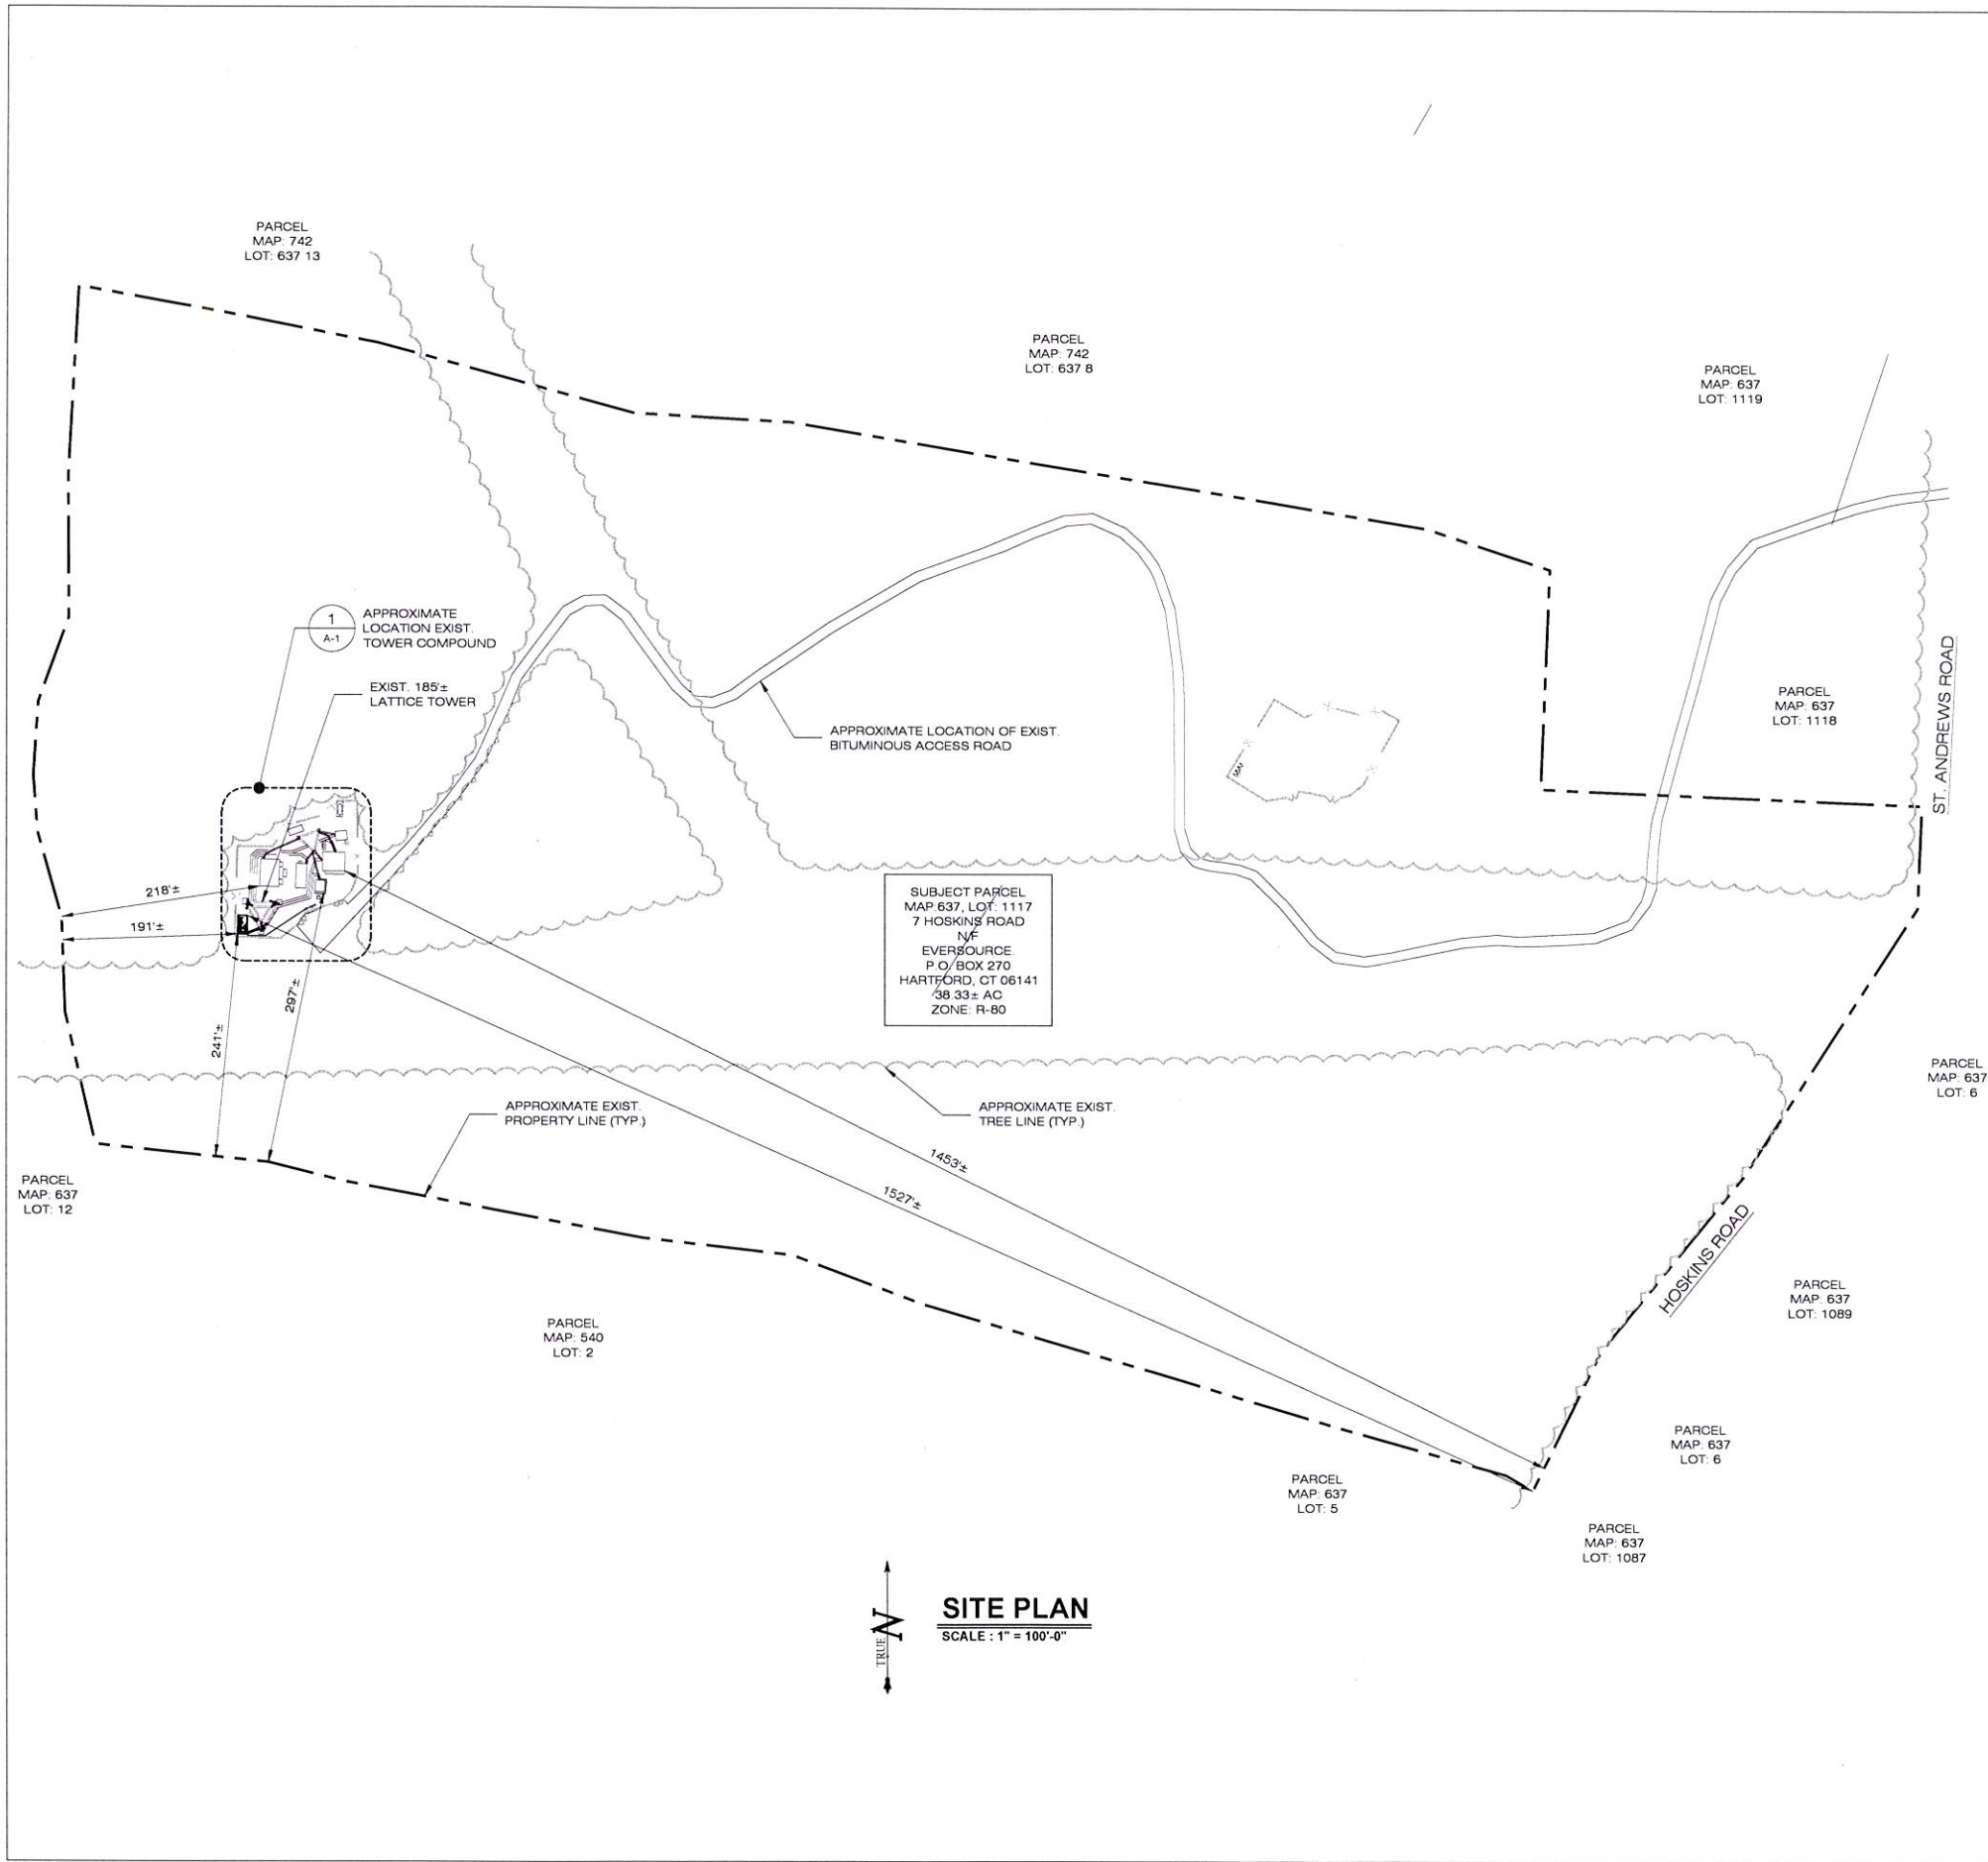 PARCEL
MAP: 742
LOT: 637 13
PARCEL
MAP: 742
LOT: 637 8
PARCEL
MAP: 637
LOT: 1119
1
A-1
APPROXIMATE
LOCATION EXIST.
TOWER COMPOUND
EXIST. 185'±
LATTICE TOWER
APPROXIMATE LOCATION OF EXIST.
BITUMINOUS ACCESS ROAD
PARCEL
MAP: 637
LOT: 1118
ST. ANDREWS ROAD
218'±
191'±
241'±
297'±
SUBJECT PARCEL
MAP:637, LOT: 1117
7 HOSKINS ROAD
N/F
EVERSOURCE
P.O. BOX 270
HARTFORD, CT 06141
38.33± AC
ZONE: R-80
PARCEL
MAP: 637
LOT: 6
APPROXIMATE EXIST.
PROPERTY LINE (TYP.)
APPROXIMATE EXIST.
TREE LINE (TYP.)
1453'±
1527'±
PARCEL
MAP: 637
LOT: 12
HOSKINS ROAD
PARCEL
MAP: 637
LOT: 1089
PARCEL
MAP: 540
LOT: 2
PARCEL
MAP: 637
LOT: 6
PARCEL
MAP: 637
LOT: 5
PARCEL
MAP: 637
LOT: 1087
TRUE N
SITE PLAN
SCALE : 1" = 100'-0"